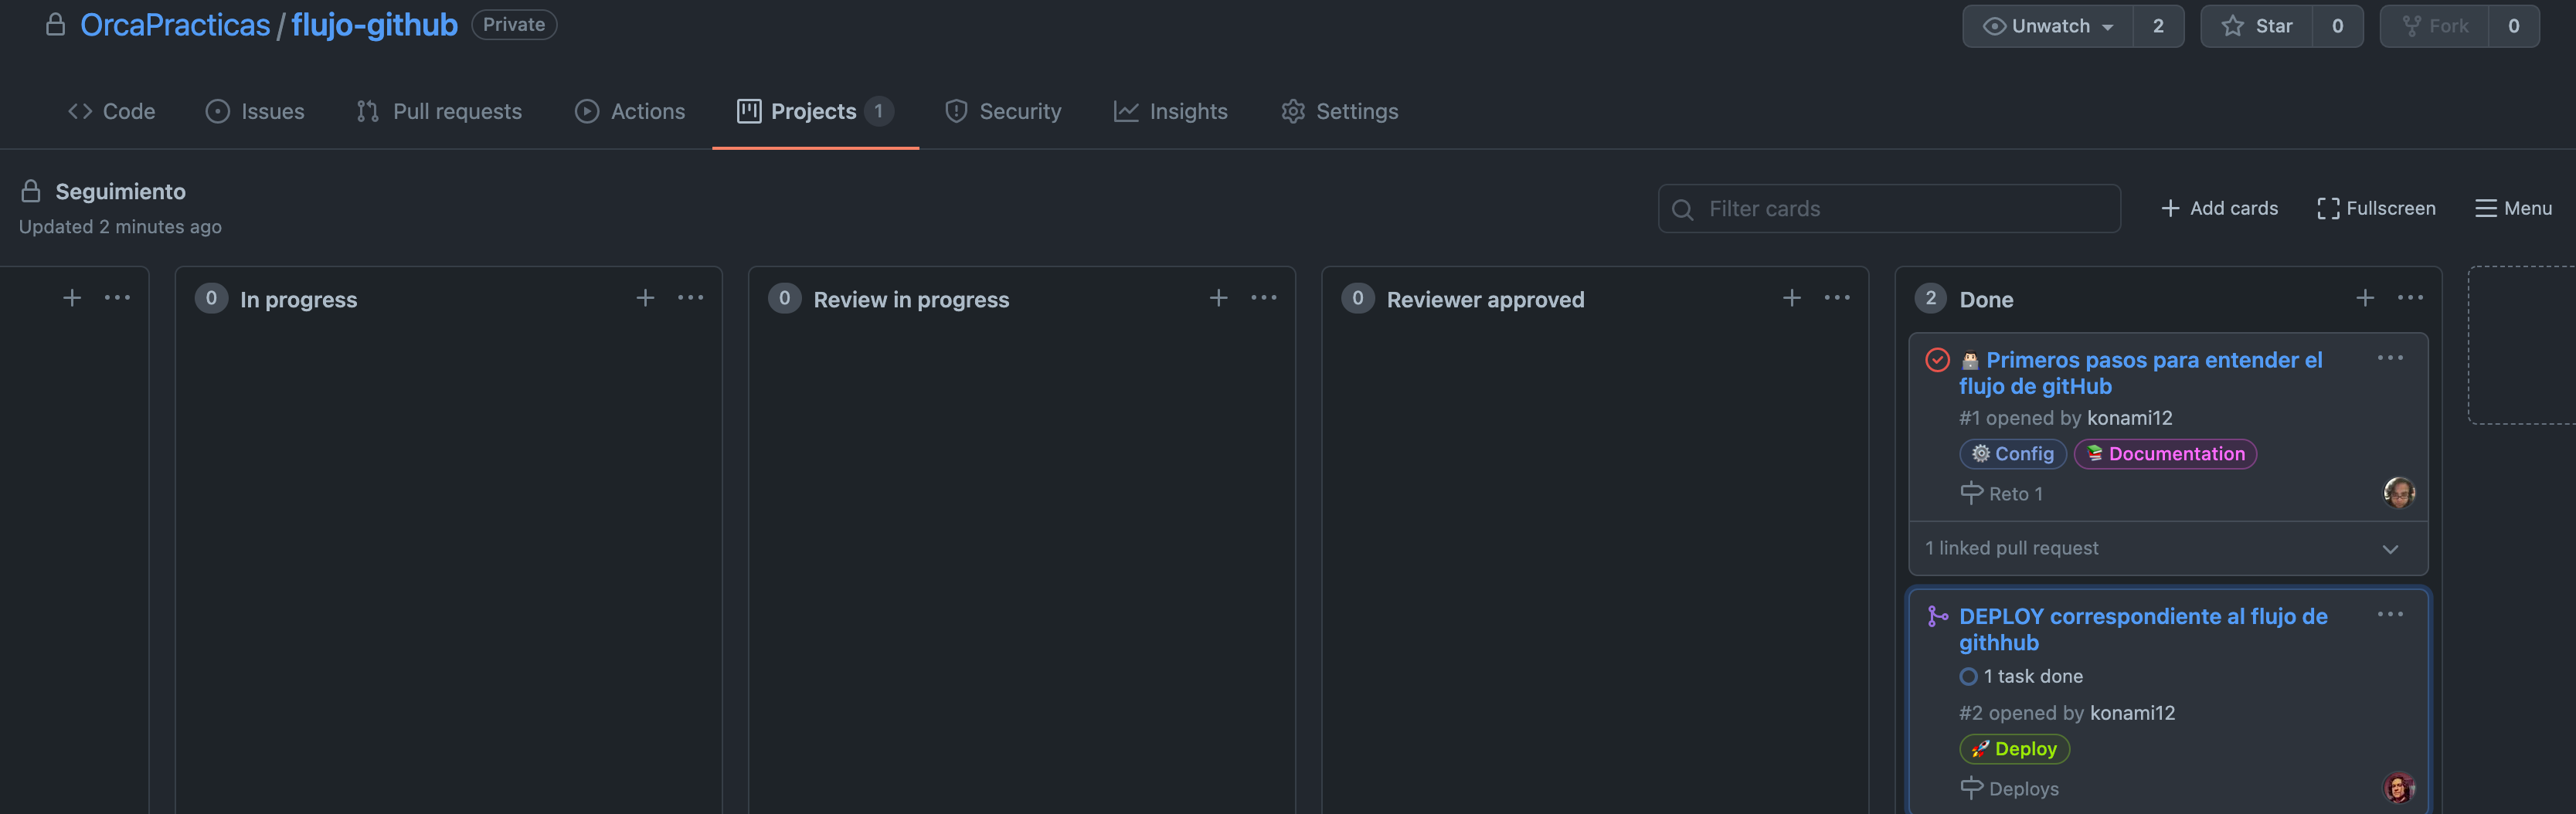 OrcaPracticas / flujo-github Private
Unwatch 2 Star 0 Fork 0
Code Issues Pull requests Actions Projects 1 Security Insights Settings
Seguimiento
Updated 2 minutes ago
Filter cards
Add cards Fullscreen Menu
0 In progress
0 Review in progress
0 Reviewer approved
2 Done
Primeros pasos para entender el
flujo de gitHub
#1 opened by konami12
Config Documentation
Reto 1
1 linked pull request
DEPLOY correspondiente al flujo de
githhub
1 task done
#2 opened by konami12
Deploy
Deploys